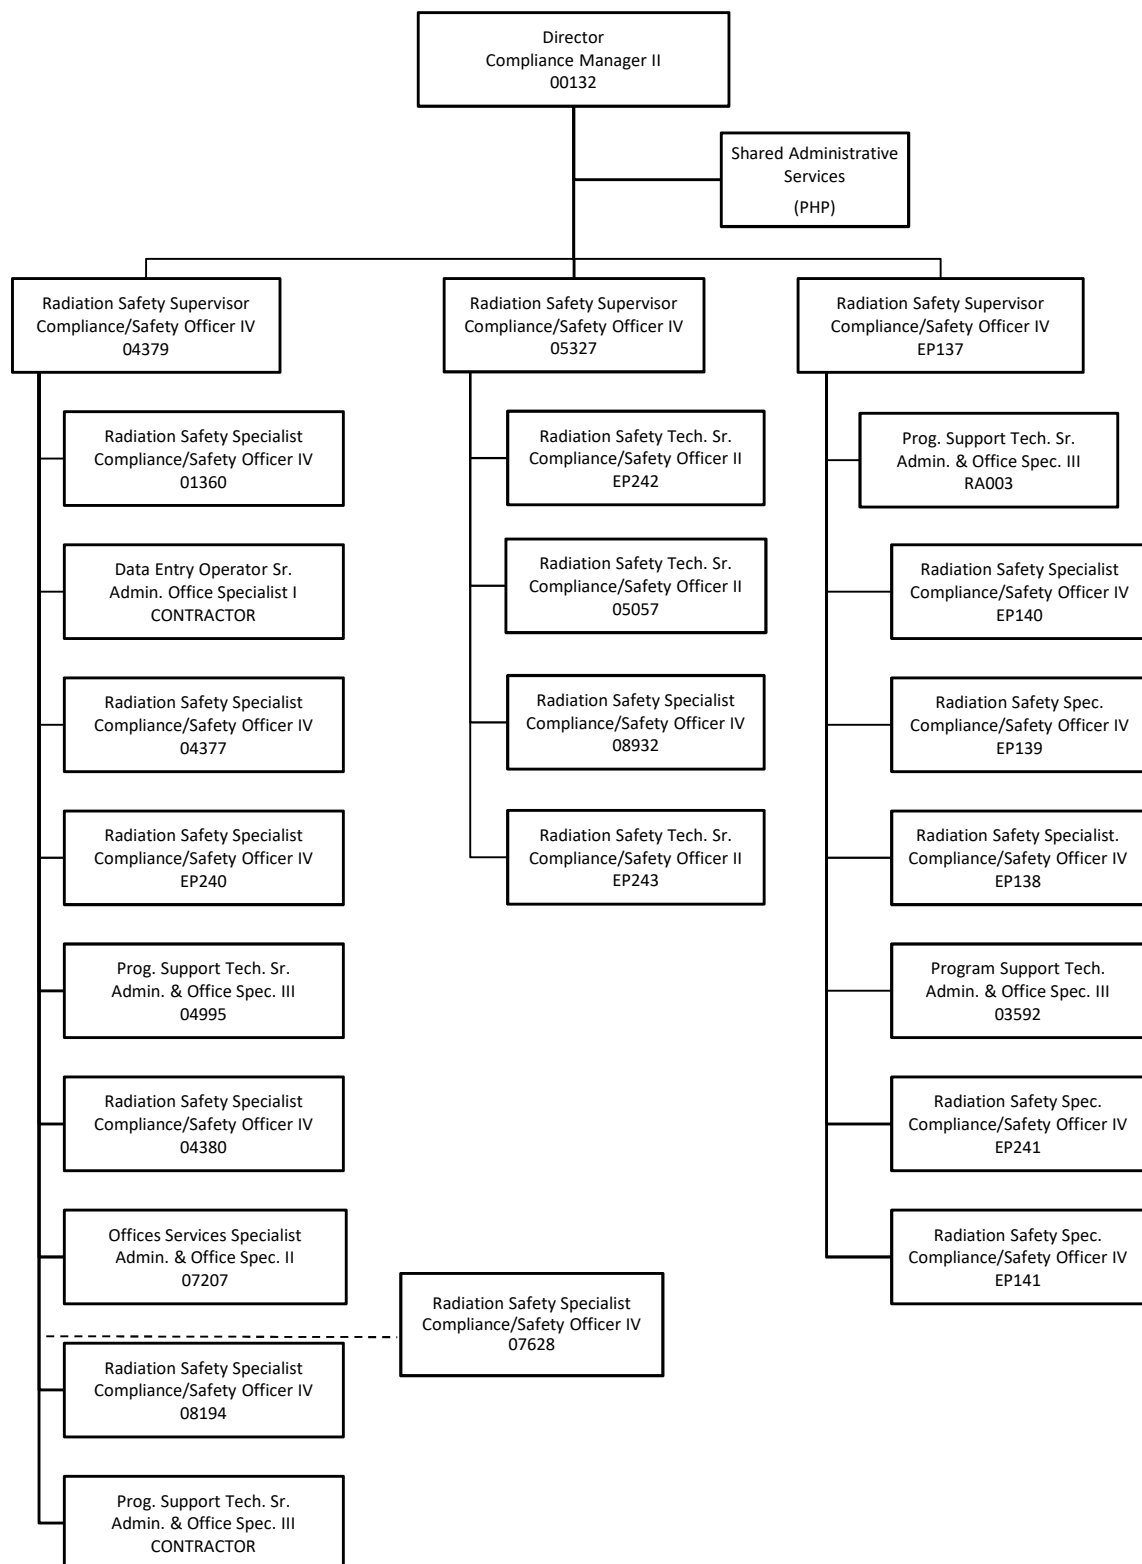 Director
Compliance Manager II
00132
Shared Administrative
Services
(PHP)
Radiation Safety Supervisor
Compliance/Safety Officer IV
04379
Radiation Safety Supervisor
Compliance/Safety Officer IV
05327
Radiation Safety Supervisor
Compliance/Safety Officer IV
EP137
Radiation Safety Specialist
Compliance/Safety Officer IV
01360
Data Entry Operator Sr.
Admin. Office Specialist I
CONTRACTOR
Radiation Safety Specialist
Compliance/Safety Officer IV
04377
Radiation Safety Specialist
Compliance/Safety Officer IV
EP240
Prog. Support Tech. Sr.
Admin. & Office Spec. III
04995
Radiation Safety Specialist
Compliance/Safety Officer IV
04380
Offices Services Specialist
Admin. & Office Spec. II
07207
Radiation Safety Specialist
Compliance/Safety Officer IV
07628
Radiation Safety Specialist
Compliance/Safety Officer IV
08194
Prog. Support Tech. Sr.
Admin. & Office Spec. III
CONTRACTOR
Radiation Safety Tech. Sr.
Compliance/Safety Officer II
EP242
Radiation Safety Tech. Sr.
Compliance/Safety Officer II
05057
Radiation Safety Specialist
Compliance/Safety Officer IV
08932
Radiation Safety Tech. Sr.
Compliance/Safety Officer II
EP243
Prog. Support Tech. Sr.
Admin. & Office Spec. III
RA003
Radiation Safety Specialist
Compliance/Safety Officer IV
EP140
Radiation Safety Spec.
Compliance/Safety Officer IV
EP139
Radiation Safety Specialist.
Compliance/Safety Officer IV
EP138
Program Support Tech.
Admin. & Office Spec. III
03592
Radiation Safety Spec.
Compliance/Safety Officer IV
EP241
Radiation Safety Spec.
Compliance/Safety Officer IV
EP141